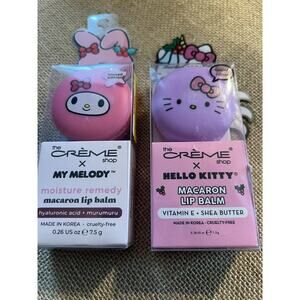 the
CRÈME
shop
×
MY MELODY™
moisture remedy
macaron lip balm
hyaluronic acid + murumuru
MADE IN KOREA · cruelty-free
0.26 US oz | 7.5 g
the
CRÈME
shop
×
HELLO KITTY®
MACARON
LIP BALM
VITAMIN E + SHEA BUTTER
MADE IN KOREA · CRUELTY-FREE